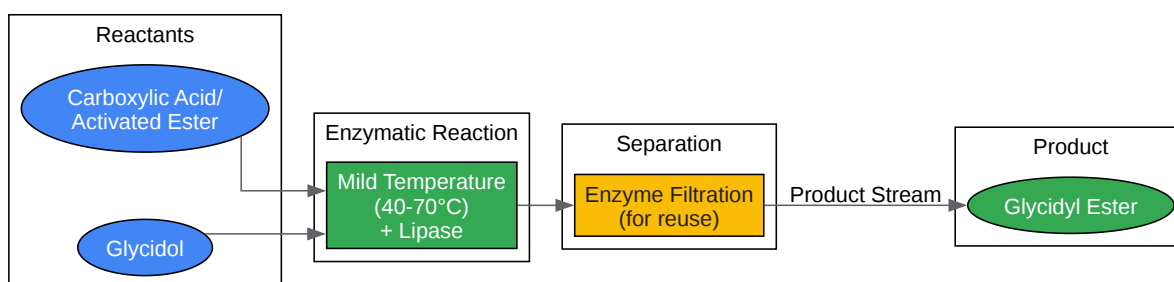 Reactants
Carboxylic Acid/
Activated Ester
Glycidol
Enzymatic Reaction
Mild Temperature
(40-70°C)
+ Lipase
Separation
Enzyme Filtration
(for reuse)
Product Stream
Product
Glycidyl Ester